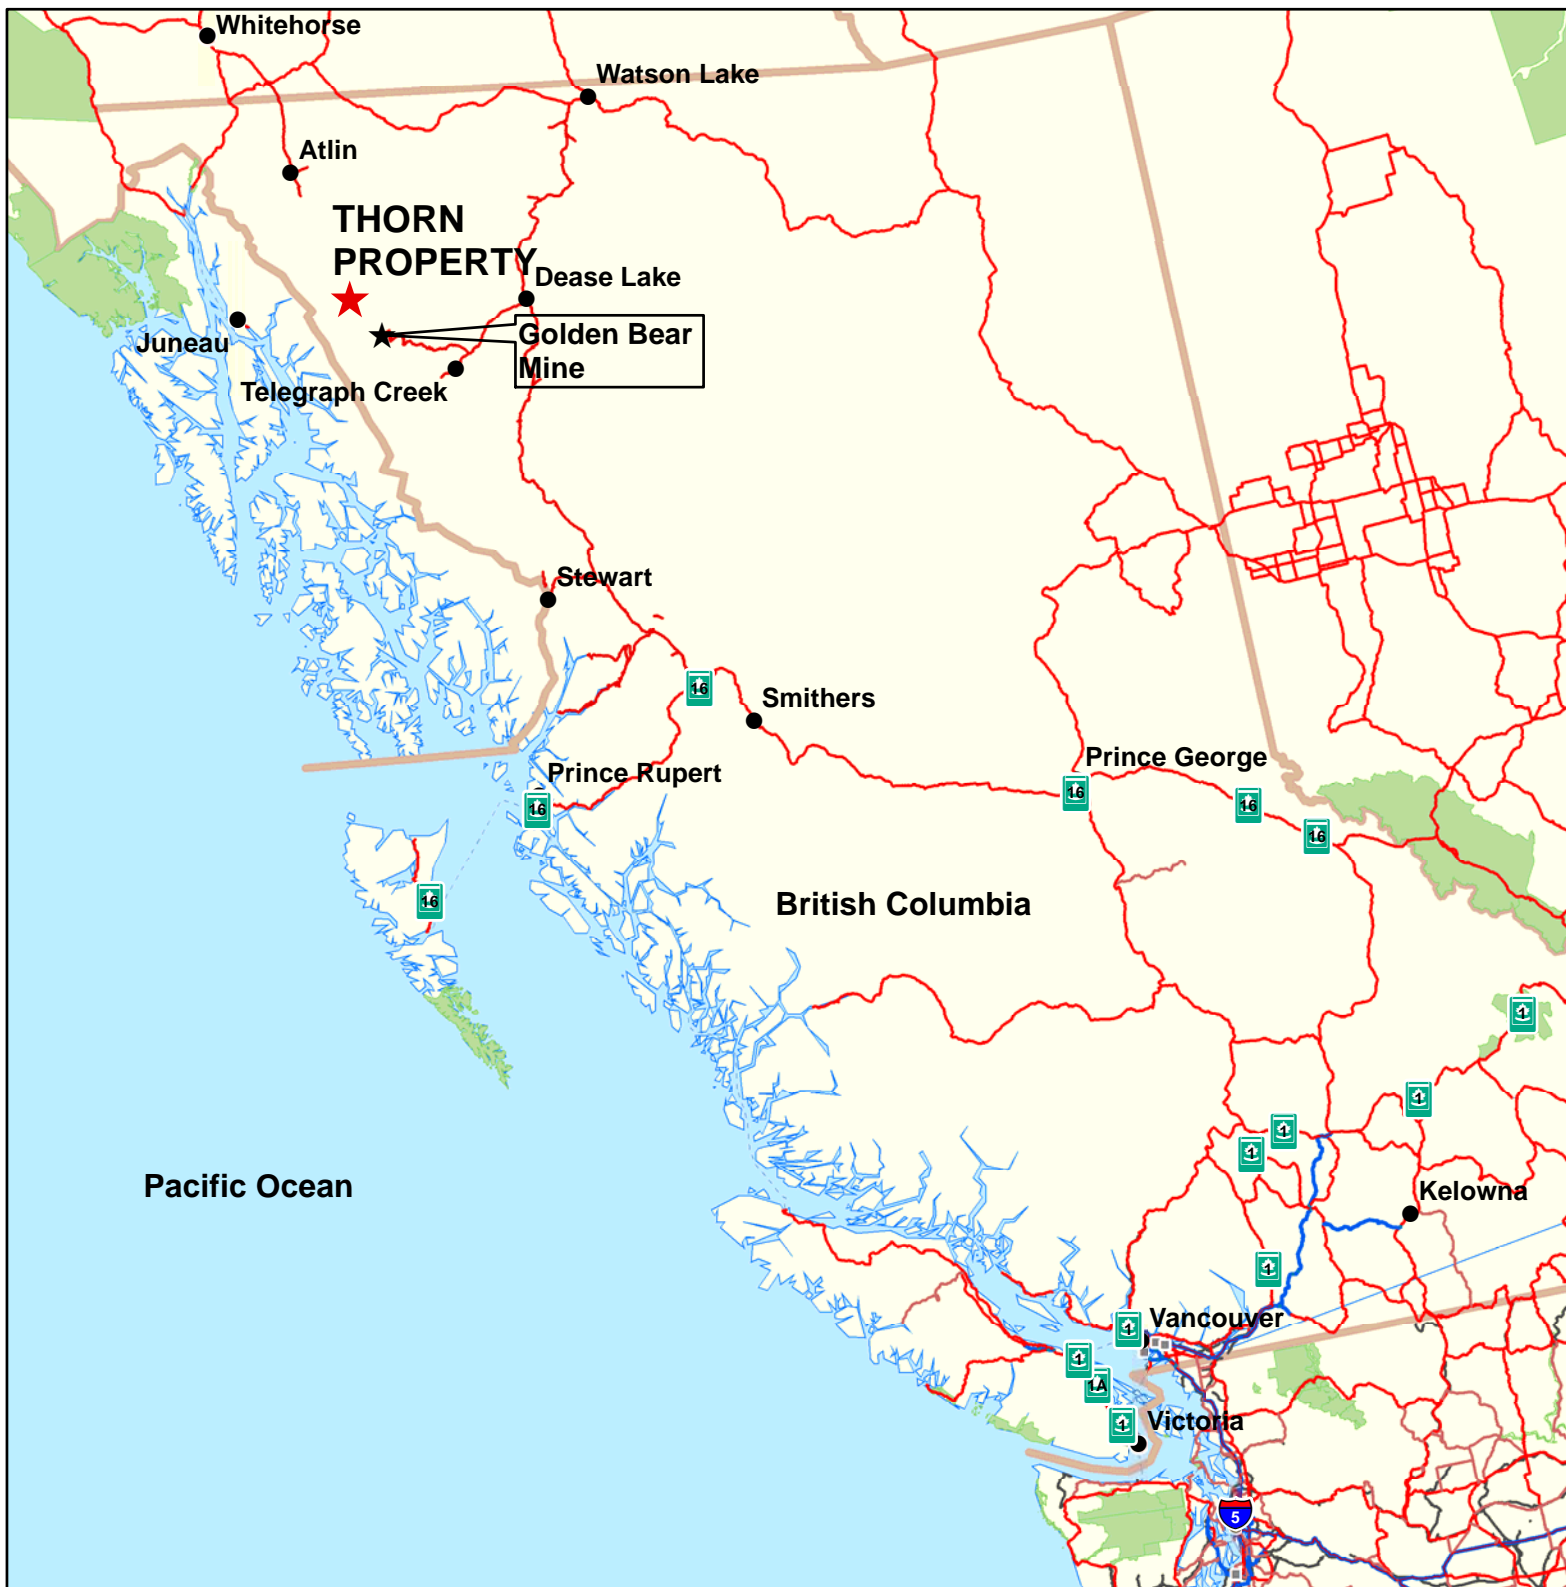 Whitehorse
Watson Lake
Atlin
THORN
PROPERTY
Dease Lake
Golden Bear
Mine
Juneau
Telegraph Creek
Stewart
16
Smithers
Prince George
Prince Rupert
16
16
16
16
16
British Columbia
1
1
1
1
Pacific Ocean
Kelowna
1
Vancouver
1
1
1A
Victoria
1
5